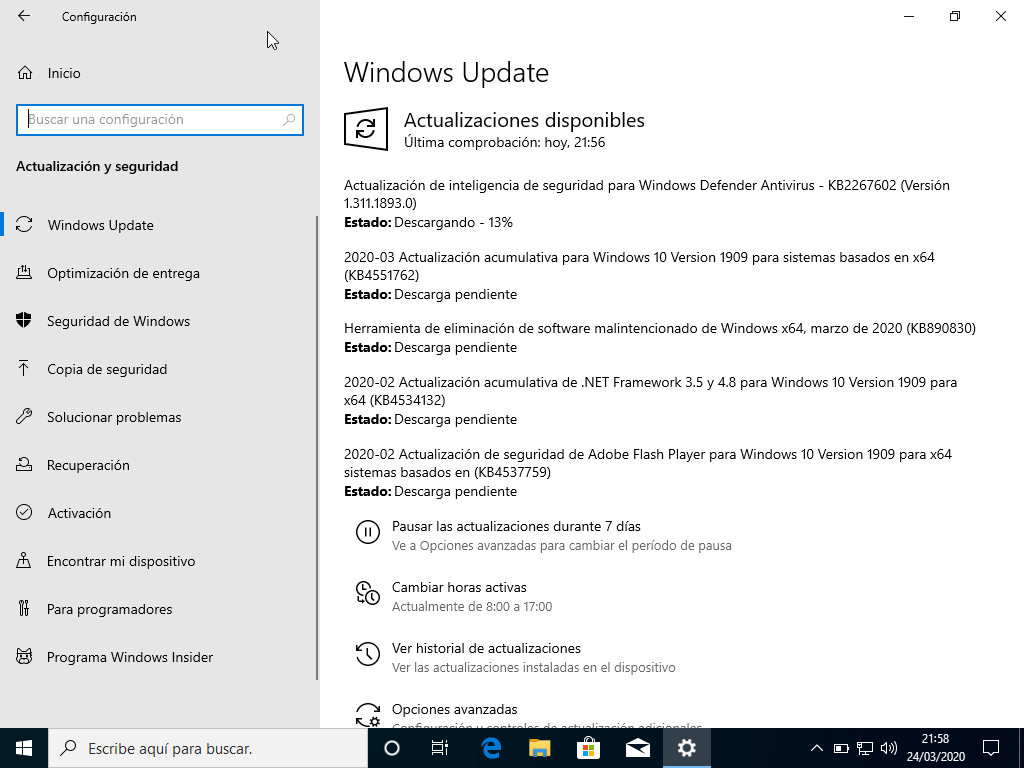 Configuración
Inicio
Buscar una configuración
Actualización y seguridad
Windows Update
Optimización de entrega
Seguridad de Windows
Copia de seguridad
Solucionar problemas
Recuperación
Activación
Encontrar mi dispositivo
Para programadores
Programa Windows Insider
Windows Update
Actualizaciones disponibles
Última comprobación: hoy, 21:56
Actualización de inteligencia de seguridad para Windows Defender Antivirus - KB2267602 (Versión
1.311.1893.0)
Estado: Descargando - 13%
2020-03 Actualización acumulativa para Windows 10 Version 1909 para sistemas basados en x64
(KB4551762)
Estado: Descarga pendiente
Herramienta de eliminación de software malintencionado de Windows x64, marzo de 2020 (KB890830)
Estado: Descarga pendiente
2020-02 Actualización acumulativa de .NET Framework 3.5 y 4.8 para Windows 10 Version 1909 para
x64 (KB4534132)
Estado: Descarga pendiente
2020-02 Actualización de seguridad de Adobe Flash Player para Windows 10 Version 1909 para x64
sistemas basados en (KB4537759)
Estado: Descarga pendiente
Pausar las actualizaciones durante 7 días
Ve a Opciones avanzadas para cambiar el período de pausa
Cambiar horas activas
Actualmente de 8:00 a 17:00
Ver historial de actualizaciones
Ver las actualizaciones instaladas en el dispositivo
Opciones avanzadas
Configuración y controles de actualización adicionales
Escribe aquí para buscar.
21:58
24/03/2020